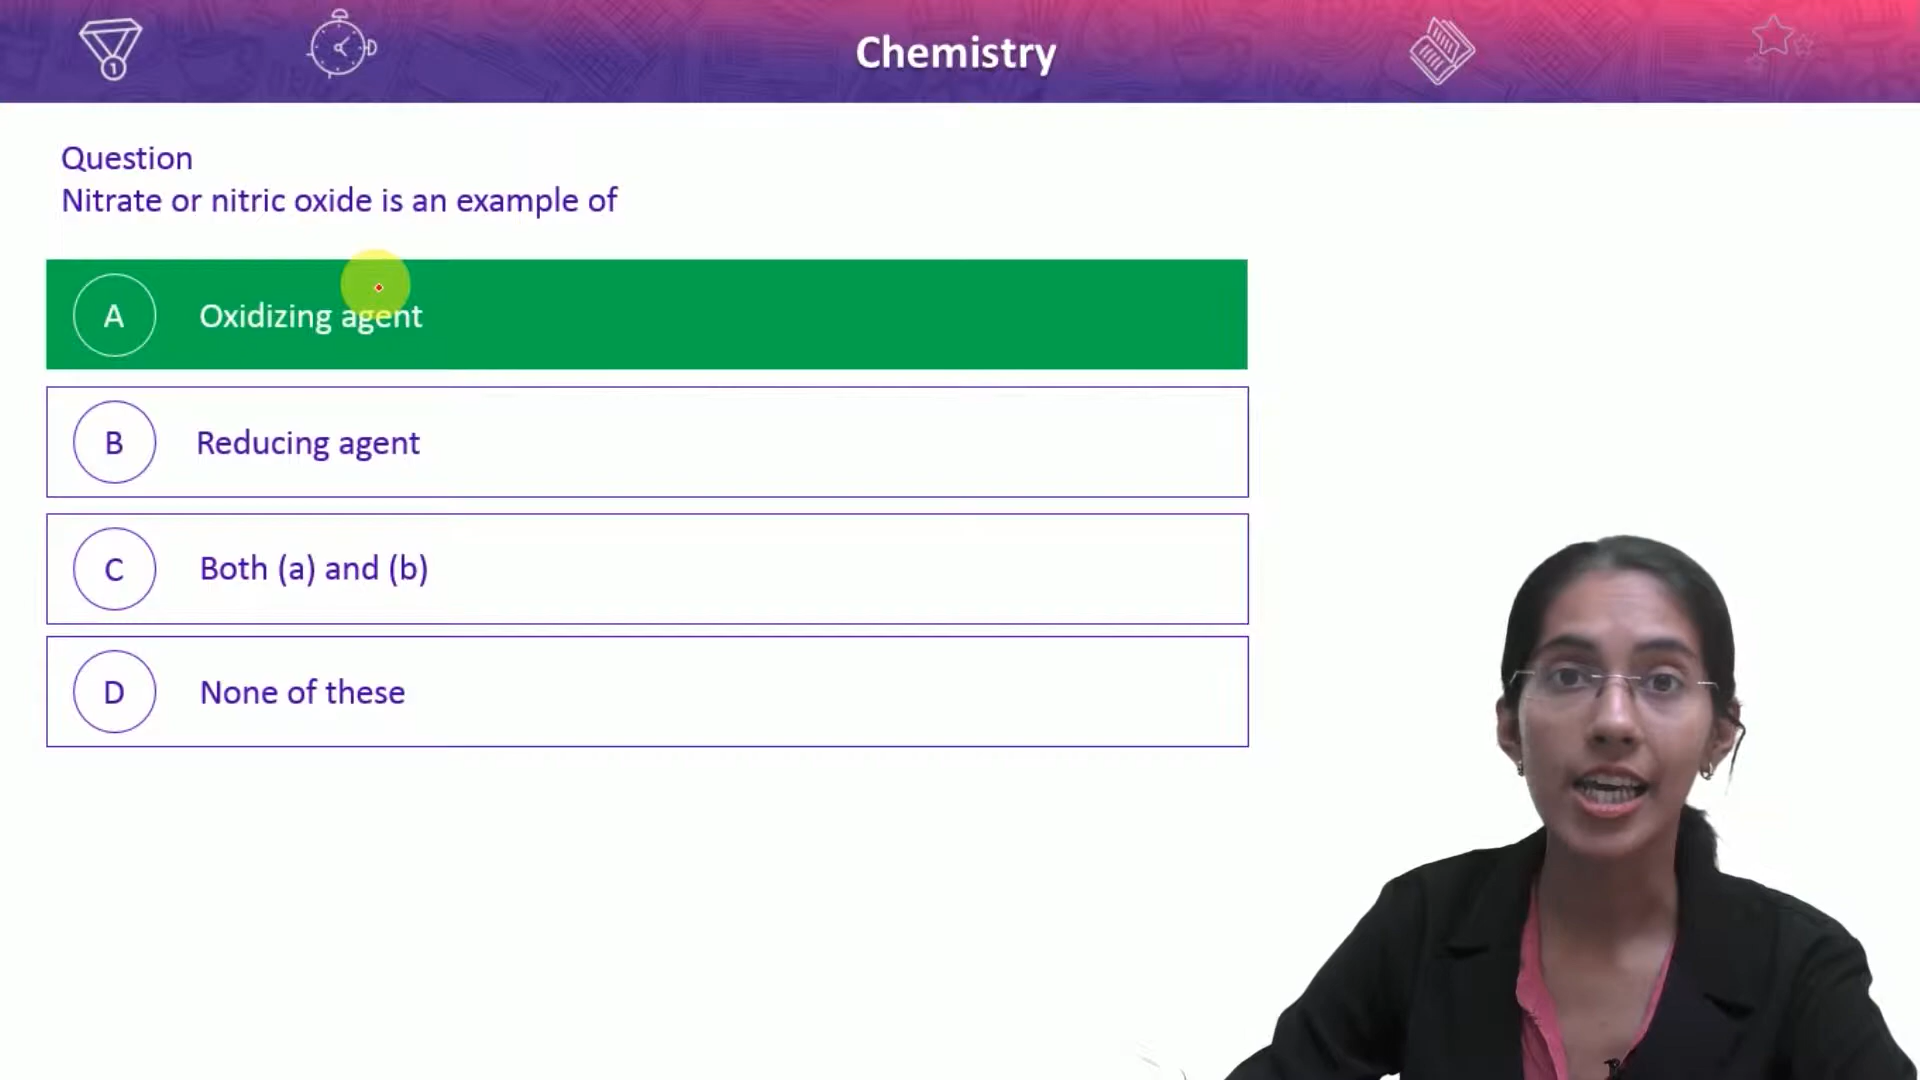 1
Chemistry
Question
Nitrate or nitric oxide is an example of
A Oxidizing agent
B Reducing agent
C Both (a) and (b)
D None of these